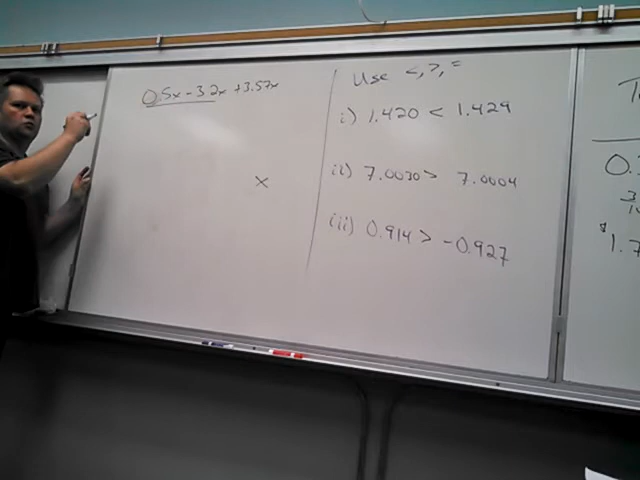 0.5x - 3.2x + 3.57x
x
Use <, >, =
i) 1.420 < 1.429
ii) 7.0030 > 7.0004
iii) 0.914 > -0.927